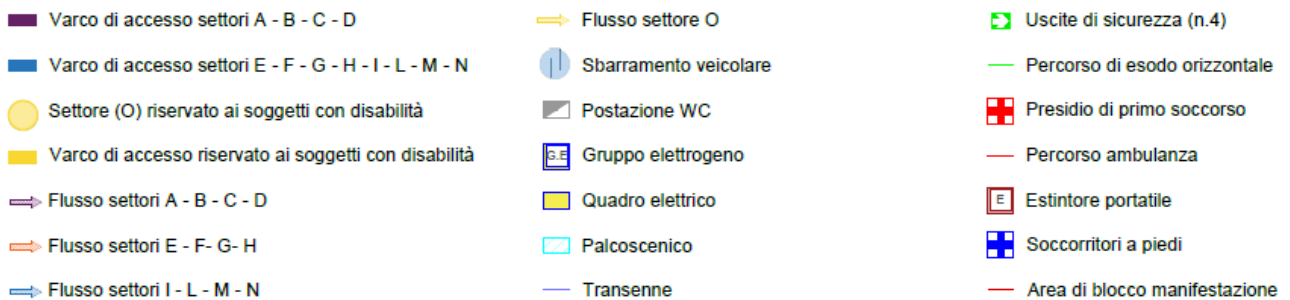 Varco di accesso settori A - B - C - D
Varco di accesso settori E - F - G - H - I - L - M - N
Settore (O) riservato ai soggetti con disabilità
Varco di accesso riservato ai soggetti con disabilità
Flusso settori A - B - C - D
Flusso settori E - F- G- H
Flusso settori I - L - M - N
Flusso settore O
Sbarramento veicolare
Postazione WC
G.E Gruppo elettrogeno
Quadro elettrico
Palcoscenico
Transenne
Uscite di sicurezza (n.4)
Percorso di esodo orizzontale
Presidio di primo soccorso
Percorso ambulanza
E Estintore portatile
Soccorritori a piedi
Area di blocco manifestazione